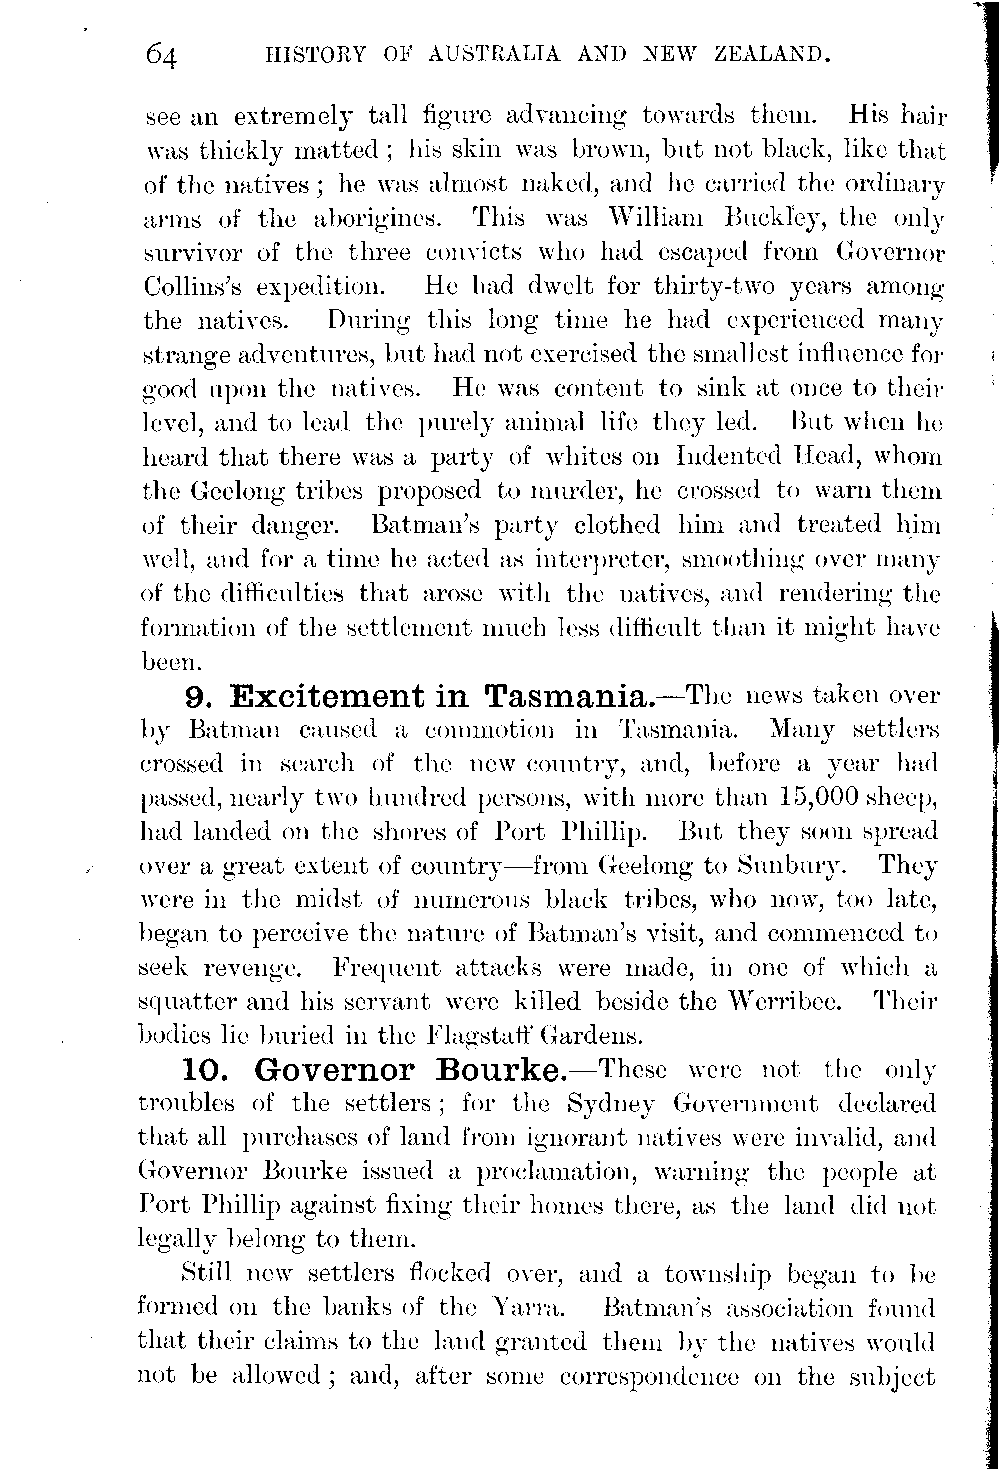 64 HISTORY OF AUSTRALIA AND NEW ZEALAND.
see an extremely tall figure advancing towards them. His hair
was thickly matted ; his skin was brown, but not black, like that
of the natives ; he was almost naked, and he carried the ordinary
arms of the aborigines. This was William Buckley, the only
survivor of the three convicts who had escaped from Governor
Collins's expedition. He had dwelt for thirty-two years among
the natives. During this long time he had experienced many
strange adventures, but had not exercised the smallest influence for
good upon the natives. He was content to sink at once to their
level, and to lead the purely animal life they led. But when he
heard that there was a party of whites on Indented Head, whom
the Geelong tribes proposed to murder, he crossed to warn them
of their danger. Batman's party clothed him and treated him
well, and for a time he acted as interpreter, smoothing over many
of the difficulties that arose with the natives, and rendering the
formation of the settlement much less difficult than it might have
been.
9. Excitement in Tasmania.—The news taken over
by Batman caused a commotion in Tasmania. Many settlers
crossed in search of the new country, and, before a year had
passed, nearly two hundred persons, with more than 15,000 sheep,
had landed on the shores of Port Phillip. But they soon spread
over a great extent of country—from Geelong to Sunbury. They
were in the midst of numerous black tribes, who now, too late,
began to perceive the nature of Batman's visit, and commenced to
seek revenge. Frequent attacks were made, in one of which a
squatter and his servant were killed beside the Werribee. Their
bodies lie buried in the Flagstaff Gardens.
10. Governor Bourke.—These were not the only
troubles of the settlers ; for the Sydney Government declared
that all purchases of land from ignorant natives were invalid, and
Governor Bourke issued a proclamation, warning the people at
Port Phillip against fixing their homes there, as the land did not
legally belong to them.
Still new settlers flocked over, and a township began to be
formed on the banks of the Yarra. Batman's association found
that their claims to the land granted them by the natives would
not be allowed ; and, after some correspondence on the subject